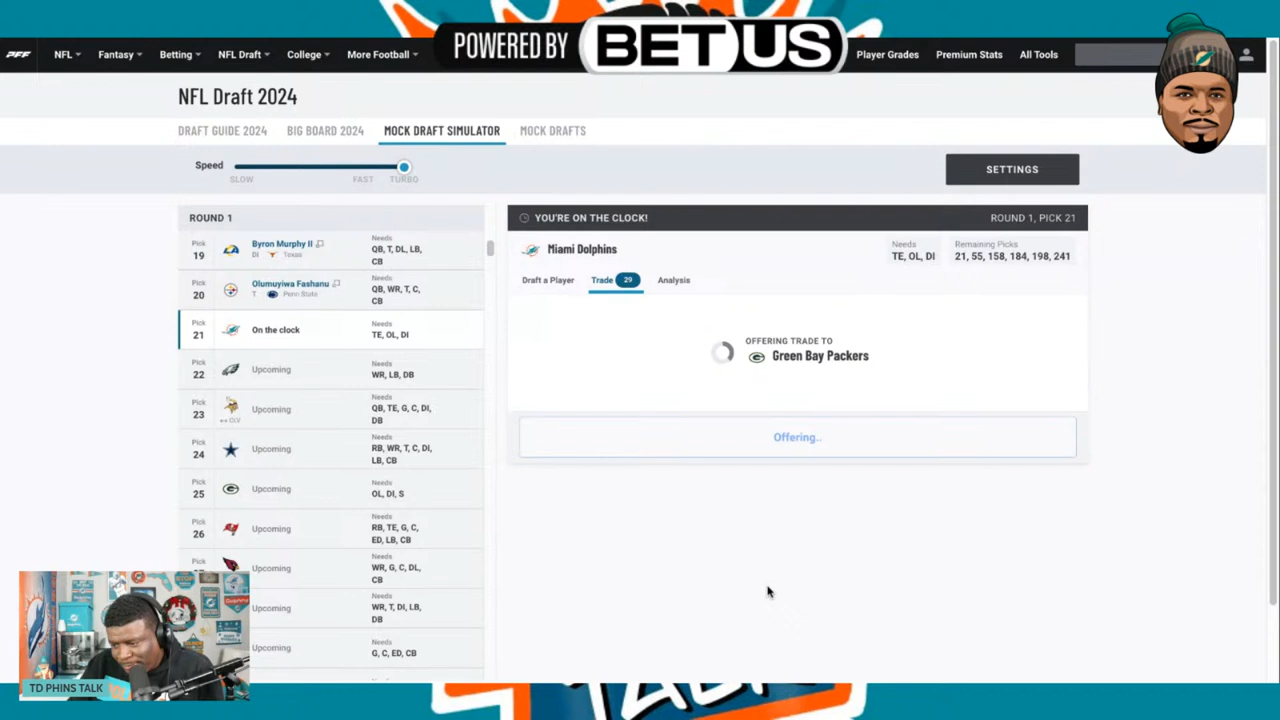 POWERED BY BET US
PFF NFL Fantasy Betting NFL Draft College More Football Player Grades Premium Stats All Tools
NFL Draft 2024
DRAFT GUIDE 2024 BIG BOARD 2024 MOCK DRAFT SIMULATOR MOCK DRAFTS
Speed
SLOW FAST TURBO
SETTINGS
ROUND 1
Pick 19 Byron Murphy II DI Texas Needs QB, T, DL, LB, CB
Pick 20 Olumuyiwa Fashanu T Penn State Needs QB, WR, T, C, CB
Pick 21 On the clock Needs TE, OL, DI
Pick 22 Upcoming Needs WR, LB, DB
Pick 23 Upcoming Needs QB, TE, G, C, DI, DB
Pick 24 Upcoming Needs RB, WR, T, C, DI, LB, CB
Pick 25 Upcoming Needs OL, DI, S
Pick 26 Upcoming Needs RB, TE, G, C, ED, LB, CB
Upcoming Needs WR, G, C, DL, CB
Upcoming Needs WR, T, DI, LB, DB
Upcoming Needs G, C, ED, CB
YOU'RE ON THE CLOCK! ROUND 1, PICK 21
Miami Dolphins
Needs TE, OL, DI
Remaining Picks 21, 55, 158, 184, 198, 241
Draft a Player Trade 29 Analysis
OFFERING TRADE TO
Green Bay Packers
Offering..
TD PHINS TALK